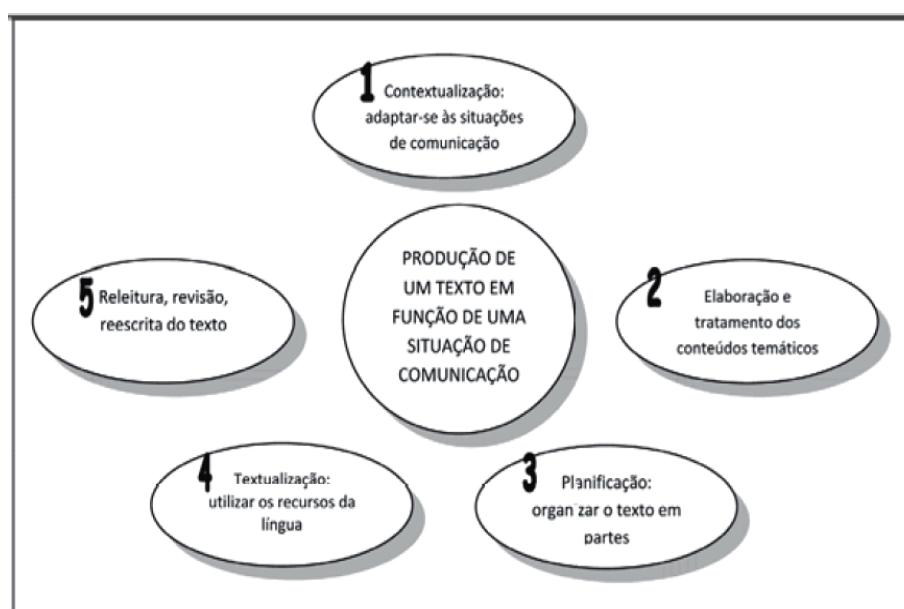 1
Contextualização:
adaptar-se às situações
de comunicação
PRODUÇÃO DE
UM TEXTO EM
FUNÇÃO DE UMA
SITUAÇÃO DE
COMUNICAÇÃO
2
Elaboração e
tratamento dos
conteúdos temáticos
3
Planificação:
organizar o texto em
partes
4
Textualização:
utilizar os recursos da
língua
5
Releitura, revisão,
reescrita do texto